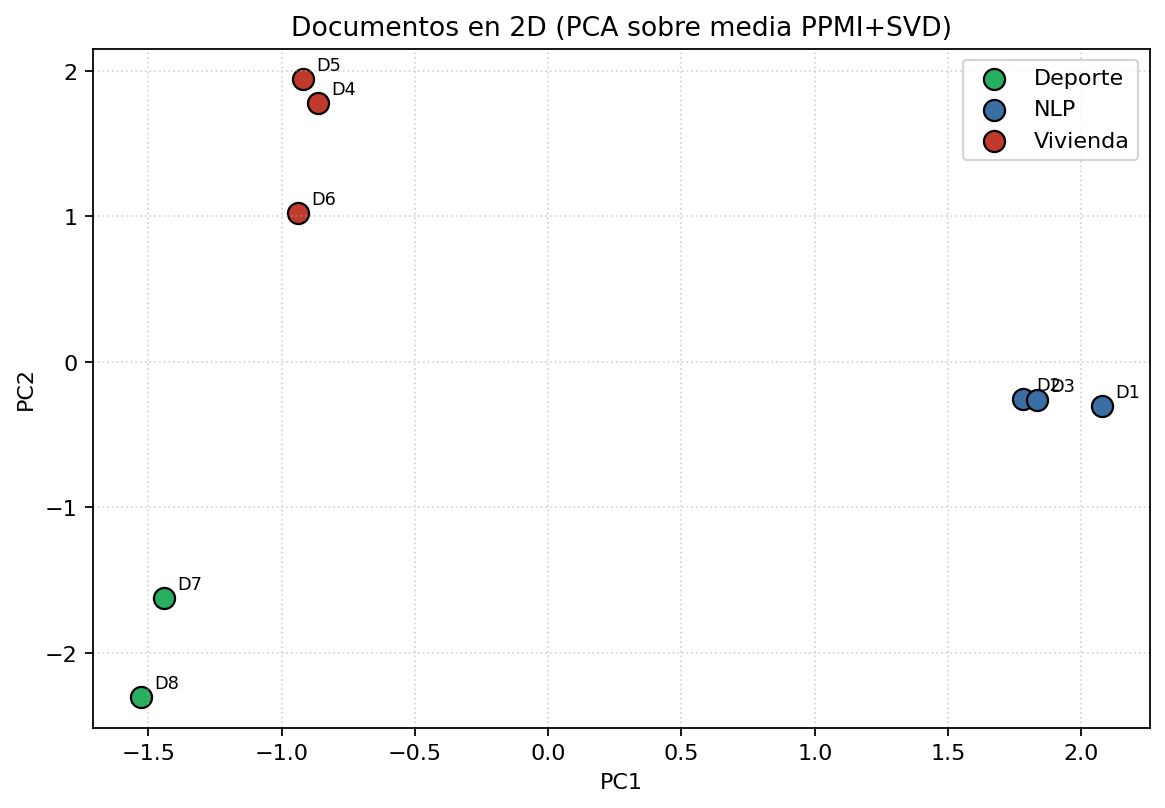 Documentos en 2D (PCA sobre media PPMI+SVD)
Deporte
NLP
Vivienda
D5
D4
D6
D2
D3
D1
D7
D8
2
1
0
−1
−2
PC2
−1.5
−1.0
−0.5
0.0
0.5
1.0
1.5
2.0
PC1